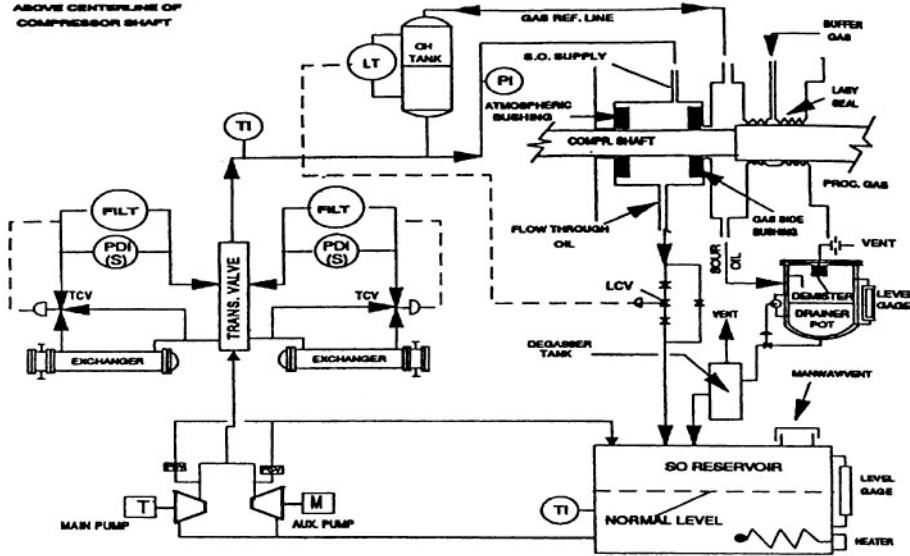 ABOVE CENTERLINE OF
COMPRESSOR SHAFT
GAS REF. LINE
BUFFER
GAS
OH
TANK
LT
S.O. SUPPLY
PI
LABY
SEAL
ATMOSPHERIC
BUSHING
TI
COMPR. SHAFT
PROC. GAS
FILT
FILT
GAS SIDE
BUSHING
FLOW THROUGH
OIL
PDI
(S)
PDI
(S)
SOUR
OIL
VENT
TRANS. VALVE
TCV
TCV
LCV
DEMISTER
DRAINER
POT
LEVEL
GAGE
VENT
EXCHANGER
EXCHANGER
DEGASSER
TANK
MANWAY/VENT
PCV
PCV
SO RESERVOIR
T
M
LEVEL
GAGE
TI
NORMAL LEVEL
MAIN PUMP
AUX. PUMP
HEATER